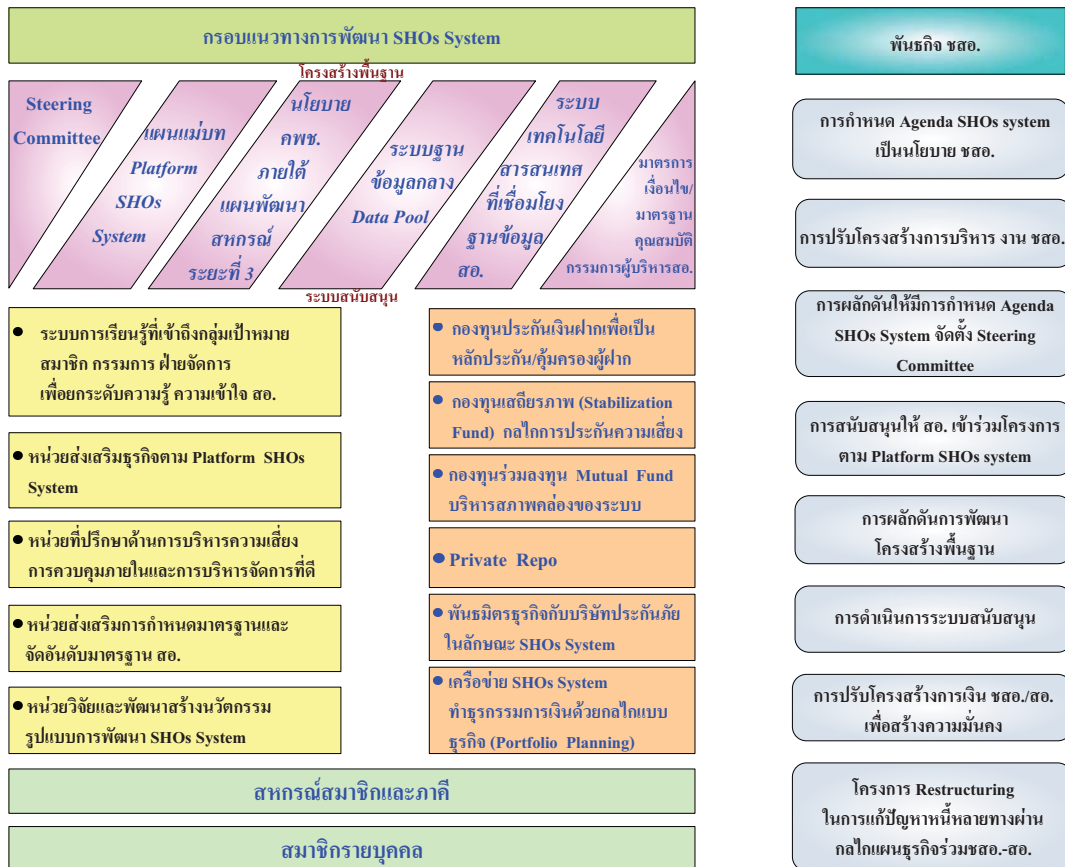 กรอบแนวทางการพัฒนา SHOs System
โครงสร้างพื้นฐาน
Steering
Committee
แผนแม่บท
Platform
SHOs
System
นโยบาย
คพช.
ภายใต้
แผนพัฒนา
สหกรณ์
ระยะที่ 3
ระบบฐาน
ข้อมูลกลาง
Data Pool
ระบบ
เทคโนโลยี
สารสนเทศ
ที่เชื่อมโยง
ฐานข้อมูล
สอ.
มาตรการ
เงื่อนไข/
มาตรฐาน
คุณสมบัติ
กรรมการผู้บริหารสอ.
ระบบสนับสนุน
● ระบบการเรียนรู้ที่เข้าถึงกลุ่มเป้าหมาย
สมาชิก กรรมการ ฝ่ายจัดการ
เพื่อยกระดับความรู้ ความเข้าใจ สอ.
● หน่วยส่งเสริมธุรกิจตาม Platform SHOs
System
● หน่วยที่ปรึกษาด้านการบริหารความเสี่ยง
การควบคุมภายในและการบริหารจัดการที่ดี
● หน่วยส่งเสริมการกำหนดมาตรฐานและ
จัดอันดับมาตรฐาน สอ.
● หน่วยวิจัยและพัฒนาสร้างนวัตกรรม
รูปแบบการพัฒนา SHOs System
● กองทุนประกันเงินฝากเพื่อเป็น
หลักประกัน/คุ้มครองผู้ฝาก
● กองทุนเสถียรภาพ (Stabilization
Fund) กลไกการประกันความเสี่ยง
● กองทุนร่วมลงทุน Mutual Fund
บริหารสภาพคล่องของระบบ
● Private Repo
● พันธมิตรธุรกิจกับบริษัทประกันภัย
ในลักษณะ SHOs System
● เครือข่าย SHOs System
ทำธุรกรรมการเงินด้วยกลไกแบบ
ธุรกิจ (Portfolio Planning)
สหกรณ์สมาชิกและภาคี
สมาชิกรายบุคคล
พันธกิจ ชสอ.
การกำหนด Agenda SHOs system
เป็นนโยบาย ชสอ.
การปรับโครงสร้างการบริหาร งาน ชสอ.
การผลักดันให้มีการกำหนด Agenda
SHOs System จัดตั้ง Steering
Committee
การสนับสนุนให้ สอ. เข้าร่วมโครงการ
ตาม Platform SHOs system
การผลักดันการพัฒนา
โครงสร้างพื้นฐาน
การดำเนินการระบบสนับสนุน
การปรับโครงสร้างการเงิน ชสอ./สอ.
เพื่อสร้างความมั่นคง
โครงการ Restructuring
ในการแก้ปัญหาหนี้หลายทางผ่าน
กลไกแผนธุรกิจร่วมชสอ.-สอ.